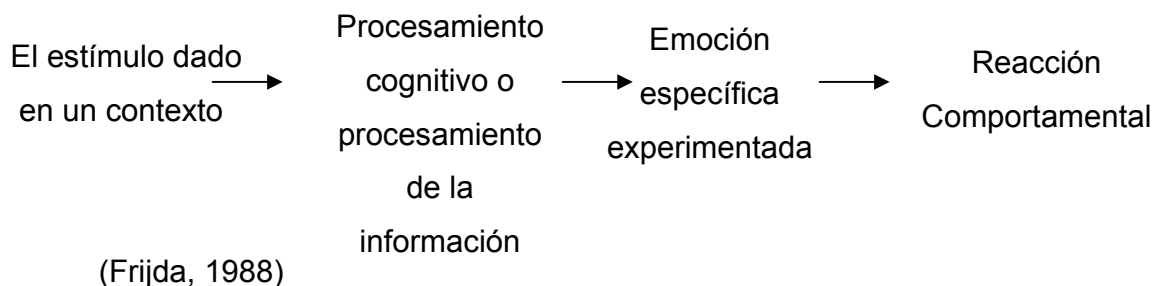 El estímulo dado
en un contexto
Procesamiento
cognitivo o
procesamiento
de la
información
Emoción
específica
experimentada
Reacción
Comportamental
(Frijda, 1988)